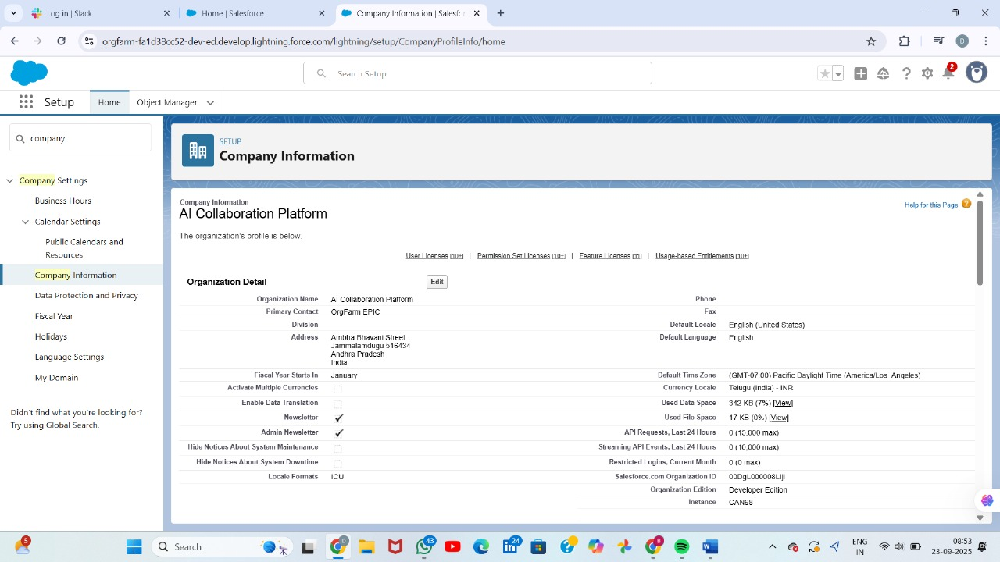 Log in | Slack
Home | Salesforce
Company Information | Salesfo
orgfarm-fa1d38cc52-dev-ed.develop.lightning.force.com/lightning/setup/CompanyProfileInfo/home
D
Search Setup
2
Setup
Home
Object Manager
company
Company Settings
Business Hours
Calendar Settings
Public Calendars and
Resources
Company Information
Data Protection and Privacy
Fiscal Year
Holidays
Language Settings
My Domain
Didn't find what you're looking for?
Try using Global Search.
SETUP
Company Information
Company Information
AI Collaboration Platform
Help for this Page
The organization's profile is below.
User Licenses [10+] | Permission Set Licenses [10+] | Feature Licenses [11] | Usage-based Entitlements [10+]
Organization Detail
Edit
Organization Name AI Collaboration Platform Phone
Primary Contact OrgFarm EPIC Fax
Division Default Locale English (United States)
Address Ambha Bhavani Street Default Language English
Jammalamdugu 516434
Andhra Pradesh
India
Fiscal Year Starts In January Default Time Zone (GMT-07:00) Pacific Daylight Time (America/Los_Angeles)
Activate Multiple Currencies Currency Locale Telugu (India) - INR
Enable Data Translation Used Data Space 342 KB (7%) [View]
Newsletter Used File Space 17 KB (0%) [View]
Admin Newsletter API Requests, Last 24 Hours 0 (15,000 max)
Hide Notices About System Maintenance Streaming API Events, Last 24 Hours 0 (10,000 max)
Hide Notices About System Downtime Restricted Logins, Current Month 0 (0 max)
Locale Formats ICU Salesforce.com Organization ID 00DgL000008LIjl
Organization Edition Developer Edition
Instance CAN98
5
Search
D
43
24
B
ENG
IN
08:53
23-09-2025